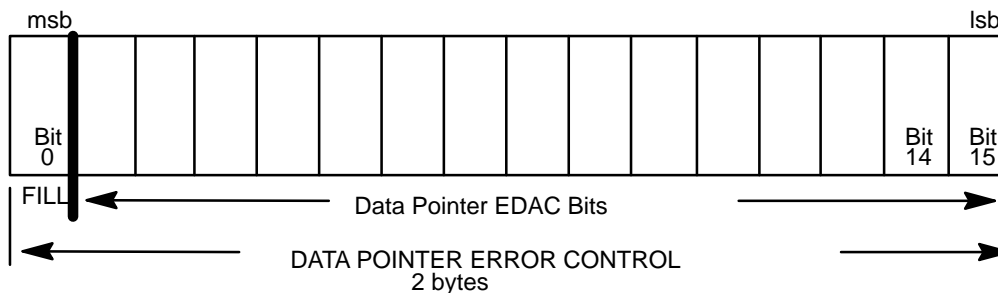 msb lsb
Bit 0
Bit 14
Bit 15
FILL
Data Pointer EDAC Bits
DATA POINTER ERROR CONTROL
2 bytes